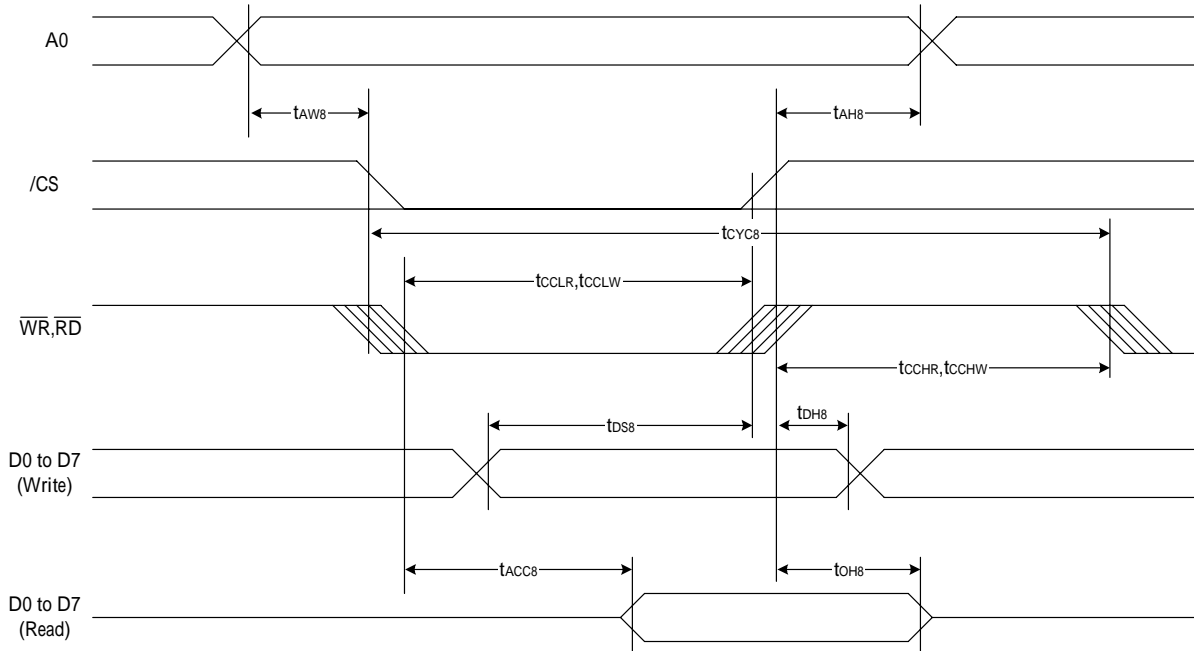 A0
tAW8
tAH8
/CS
tCYC8
tCCLR,tCCLW
WR,RD
tCCHR,tCCHW
tDS8
tDH8
D0 to D7
(Write)
tACC8
tOH8
D0 to D7
(Read)